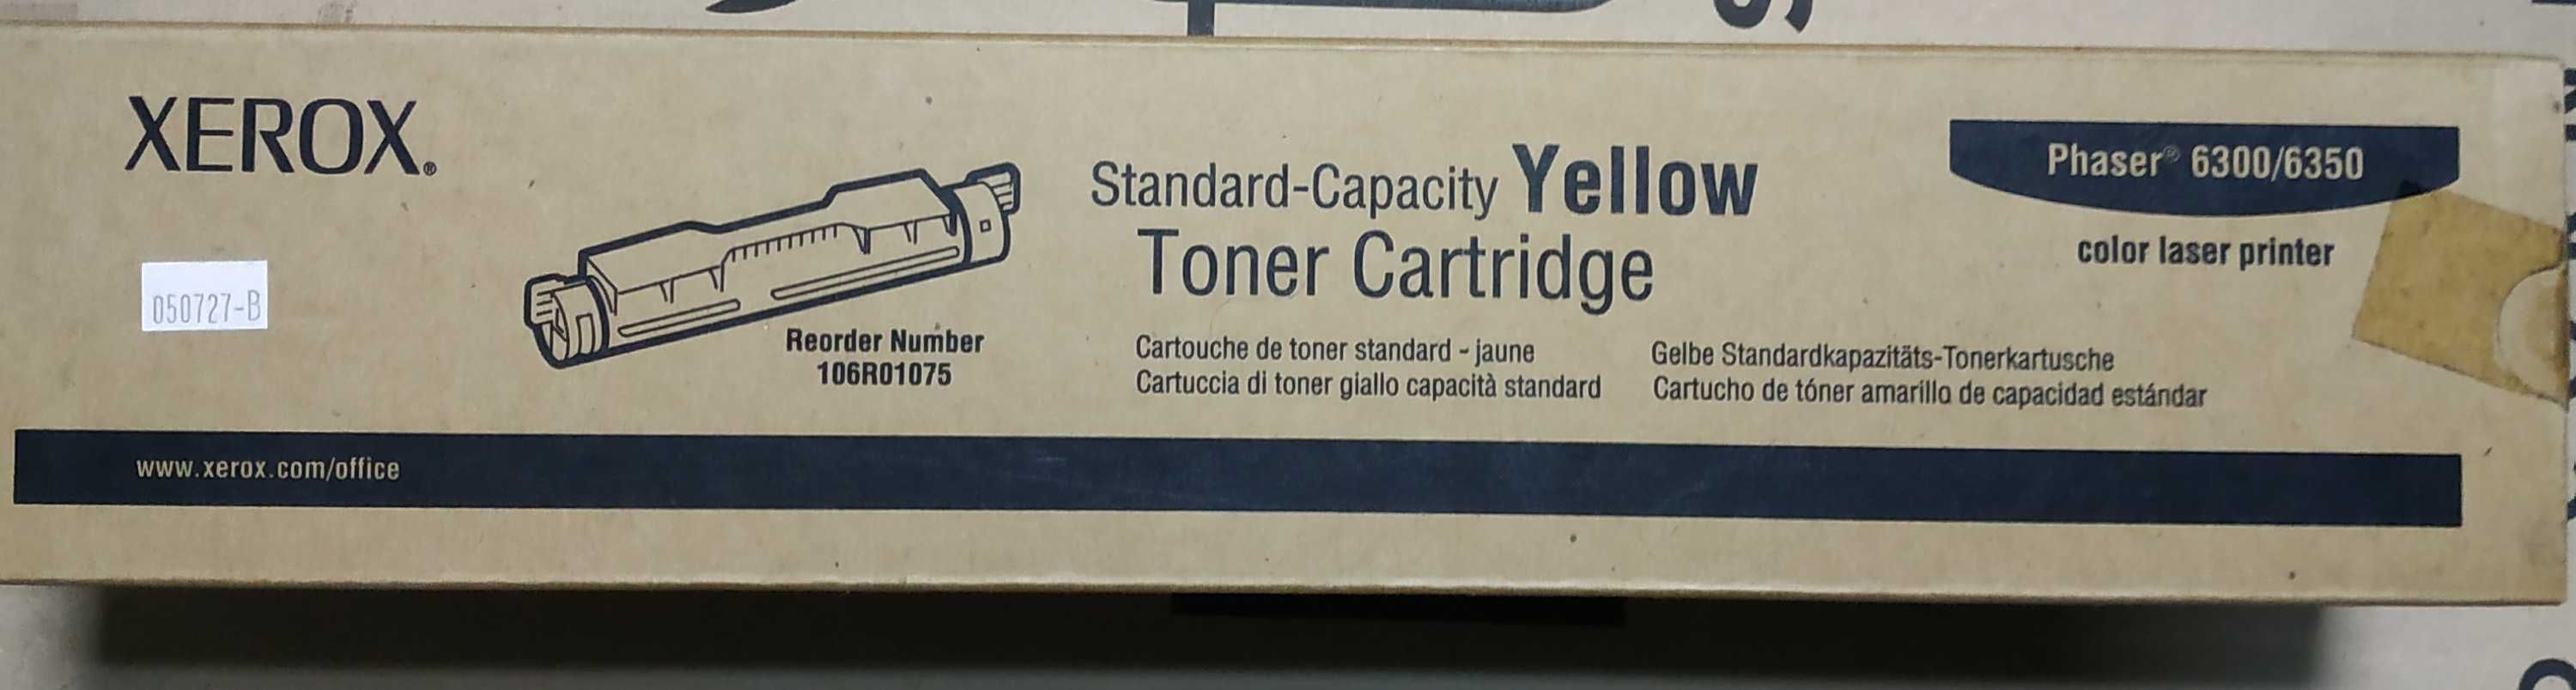 XEROX®
050727-B
Reorder Number
106R01075
Standard-Capacity Yellow
Toner Cartridge
Cartouche de toner standard - jaune
Cartuccia di toner giallo capacità standard
Gelbe Standardkapazitäts-Tonerkartusche
Cartucho de tóner amarillo de capacidad estándar
Phaser® 6300/6350
color laser printer
www.xerox.com/office